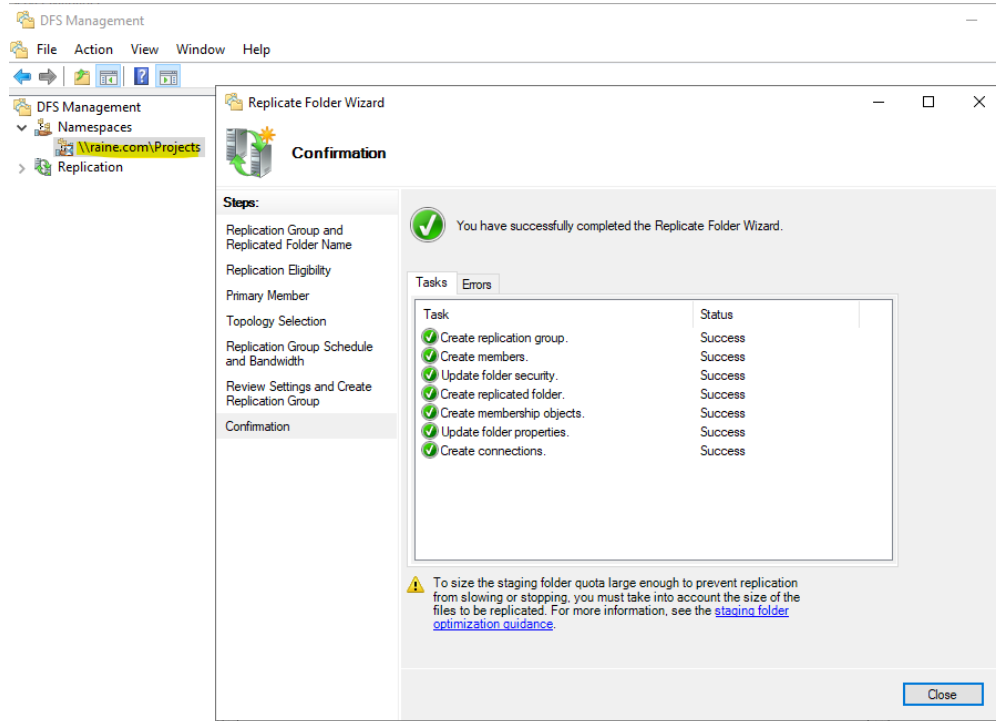 DFS Management
File Action View Window Help
DFS Management
Namespaces
\\raine.com\Projects
Replication
Replicate Folder Wizard
Confirmation
Steps:
Replication Group and
Replicated Folder Name
Replication Eligibility
Primary Member
Topology Selection
Replication Group Schedule
and Bandwidth
Review Settings and Create
Replication Group
Confirmation
You have successfully completed the Replicate Folder Wizard.
Tasks Errors
Task Status
Create replication group. Success
Create members. Success
Update folder security. Success
Create replicated folder. Success
Create membership objects. Success
Update folder properties. Success
Create connections. Success
To size the staging folder quota large enough to prevent replication
from slowing or stopping, you must take into account the size of the
files to be replicated. For more information, see the staging folder
optimization guidance.
Close